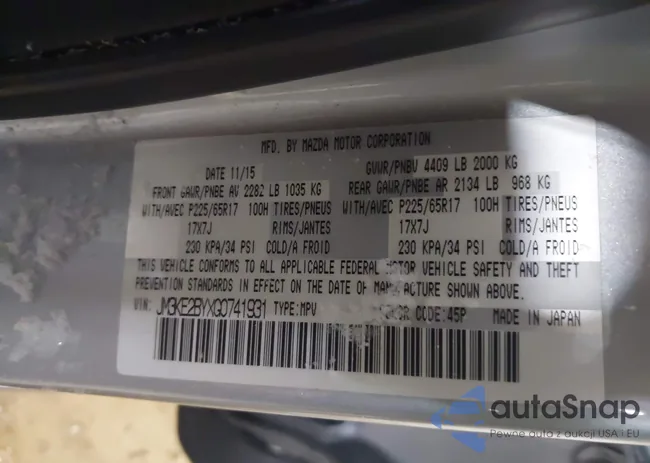 MFD. BY MAZDA MOTOR CORPORATION
DATE 11/15 GVWR/PNBV 4409 LB 2000 KG
FRONT GAWR/PNBE AV 2282 LB 1035 KG REAR GAWR/PNBE AR 2134 LB 968 KG
WITH/AVEC P225/65R17 100H TIRES/PNEUS WITH/AVEC P225/65R17 100H TIRES/PNEUS
17X7J RIMS/JANTES 17X7J RIMS/JANTES
230 KPA/34 PSI COLD/A FROID 230 KPA/34 PSI COLD/A FROID
THIS VEHICLE CONFORMS TO ALL APPLICABLE FEDERAL MOTOR VEHICLE SAFETY AND THEFT
PREVENTION STANDARDS IN EFFECT ON THE DATE OF MANUFACTURE SHOWN ABOVE.
VIN: JM3KE2BYXG0741931 TYPE:MPV CODE:45P MADE IN JAPAN
autaSnap
Pewne auta z aukcji USA i EU